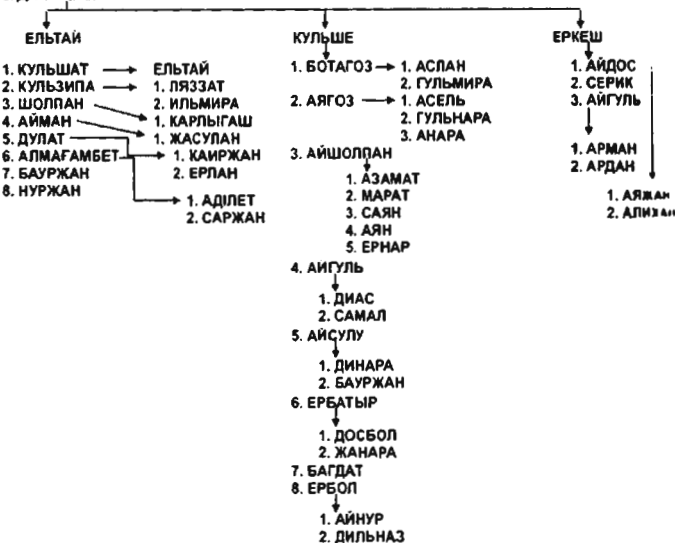 ЕЛЬТАЙ
1. КУЛЬШАТ ЕЛЬТАЙ
2. КУЛЬЗИПА 1. ЛЯЗЗАТ
2. ИЛЬМИРА
3. ШОЛПАН 1. КАРЛЫГАШ
4. АЙМАН 1. ЖАСУЛАН
5. ДУЛАТ
6. АЛМАҒАМБЕТ 1. КАИРЖАН
2. ЕРЛАН
7. БАУРЖАН
8. НУРЖАН
1. АДІЛЕТ
2. САРЖАН
КУЛЬШЕ
1. БОТАГОЗ 1. АСЛАН
2. ГУЛЬМИРА
2. АЯГОЗ 1. АСЕЛЬ
2. ГУЛЬНАРА
3. АНАРА
3. АЙШОЛПАН
1. АЗАМАТ
2. МАРАТ
3. САЯН
4. АЯН
5. ЕРНАР
4. АИГУЛЬ
1. ДИАС
2. САМАЛ
5. АЙСУЛУ
1. ДИНАРА
2. БАУРЖАН
6. ЕРБАТЫР
1. ДОСБОЛ
2. ЖАНАРА
7. БАГДАТ
8. ЕРБОЛ
1. АЙНУР
2. ДИЛЬНАЗ
ЕРКЕШ
1. АЙДОС
2. СЕРИК
3. АЙГУЛЬ
1. АРМАН
2. АРДАН
1. АЯЖАН
2. АЛИХАН